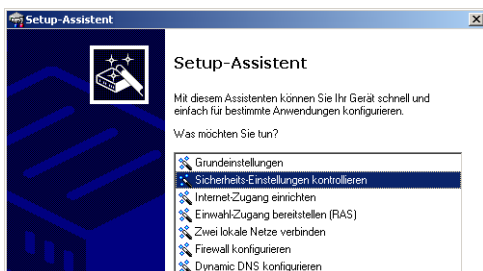 Setup-Assistent
Setup-Assistent
Mit diesem Assistenten können Sie Ihr Gerät schnell und
einfach für bestimmte Anwendungen konfigurieren.
Was möchten Sie tun?
Grundeinstellungen
Sicherheits-Einstellungen kontrollieren
Internet-Zugang einrichten
Einwahl-Zugang bereitstellen (RAS)
Zwei lokale Netze verbinden
Firewall konfigurieren
Dynamic DNS konfigurieren